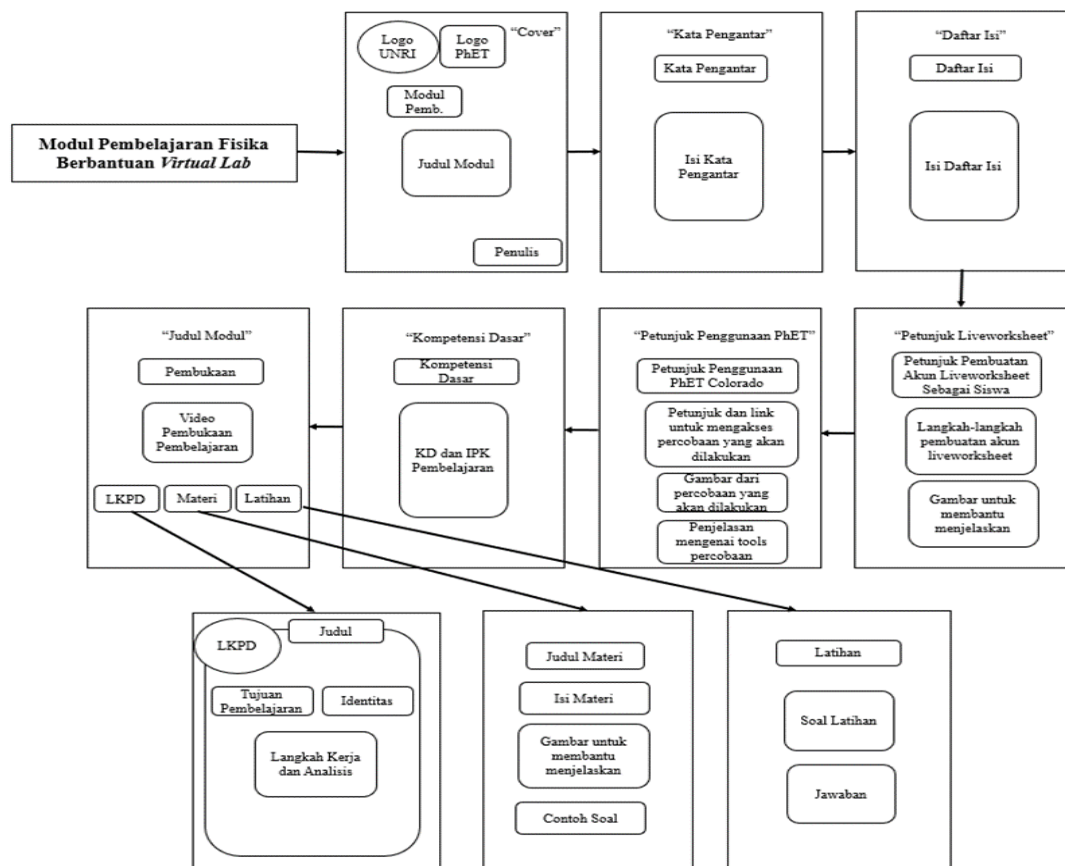 Modul Pembelajaran Fisika
Berbantuan Virtual Lab
Logo
UNRI
Logo
PhET
“Cover”
Modul
Pemb.
Judul Modul
Penulis
“Kata Pengantar”
Kata Pengantar
Isi Kata
Pengantar
“Daftar Isi”
Daftar Isi
Isi Daftar Isi
“Petunjuk Liveworksheet”
Petunjuk Pembuatan
Akun Liveworksheet
Sebagai Siswa
Langkah-langkah
pembuatan akun
liveworksheet
Gambar untuk
membantu
menjelaskan
“Petunjuk Penggunaan PhET”
Petunjuk Penggunaan
PhET Colorado
Petunjuk dan link
untuk mengakses
percobaan yang akan
dilakukan
Gambar dari
percobaan yang
akan dilakukan
Penjelasan
mengenai tools
percobaan
“Kompetensi Dasar”
Kompetensi
Dasar
KD dan IPK
Pembelajaran
“Judul Modul”
Pembukaan
Video
Pembukaan
Pembelajaran
LKPD
Materi
Latihan
LKPD
Judul
Tujuan
Pembelajaran
Identitas
Langkah Kerja
dan Analisis
Judul Materi
Isi Materi
Gambar untuk
membantu
menjelaskan
Contoh Soal
Latihan
Soal Latihan
Jawaban